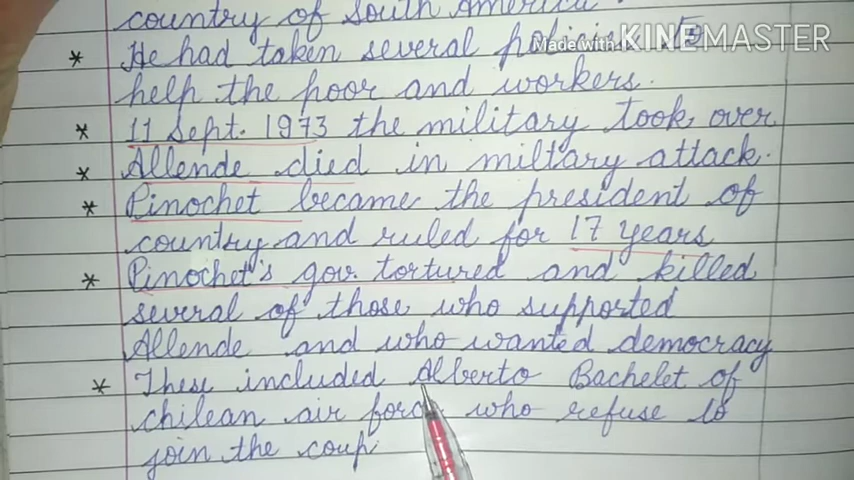 country of South America.
* He had taken several policies to
help the poor and workers.
* 11 Sept. 1973 the military took over
* Allende died in miltary attack.
* Pinochet became the president of
country and ruled for 17 years
* Pinochet's gov. tortured and killed
several of those who supported
Allende and who wanted democracy
* These included Alberto Bachelet of
chilean air force who refuse to
join the coup
Made with KINEMASTER